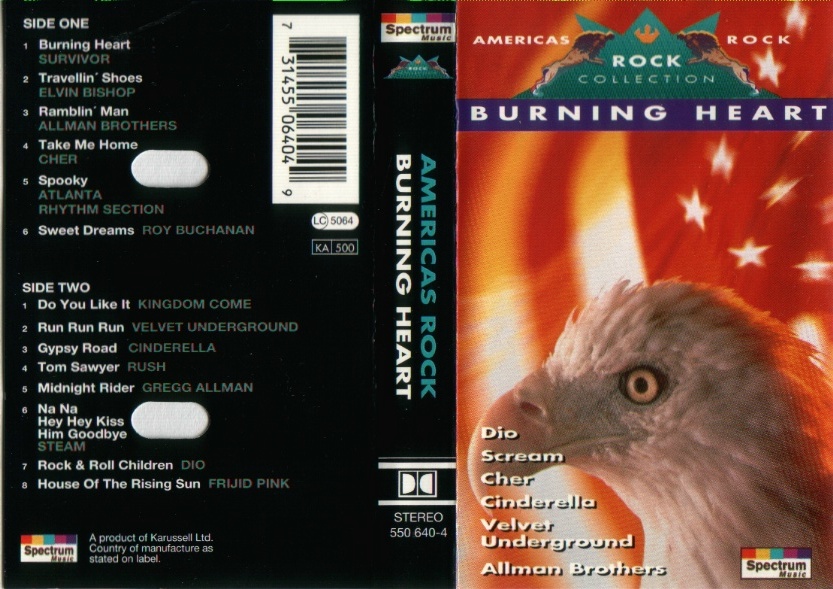 SIDE ONE
1 Burning Heart
SURVIVOR
2 Travellin' Shoes
ELVIN BISHOP
3 Ramblin' Man
ALLMAN BROTHERS
4 Take Me Home
CHER
5 Spooky
ATLANTA
RHYTHM SECTION
6 Sweet Dreams ROY BUCHANAN
SIDE TWO
1 Do You Like It KINGDOM COME
2 Run Run Run VELVET UNDERGROUND
3 Gypsy Road CINDERELLA
4 Tom Sawyer RUSH
5 Midnight Rider GREGG ALLMAN
6 Na Na
Hey Hey Kiss
Him Goodbye
STEAM
7 Rock & Roll Children DIO
8 House Of The Rising Sun FRIJID PINK
Spectrum
Music
A product of Karussell Ltd.
Country of manufacture as
stated on label.
7 31455 06404 9
LC 5064
KA 500
Spectrum
Music
ROCK
COLLECTION
AMERICAS ROCK
BURNING HEART
STEREO
550 640-4
AMERICAS ROCK
ROCK
COLLECTION
BURNING HEART
Dio
Scream
Cher
Cinderella
Velvet
Underground
Allman Brothers
Spectrum
Music